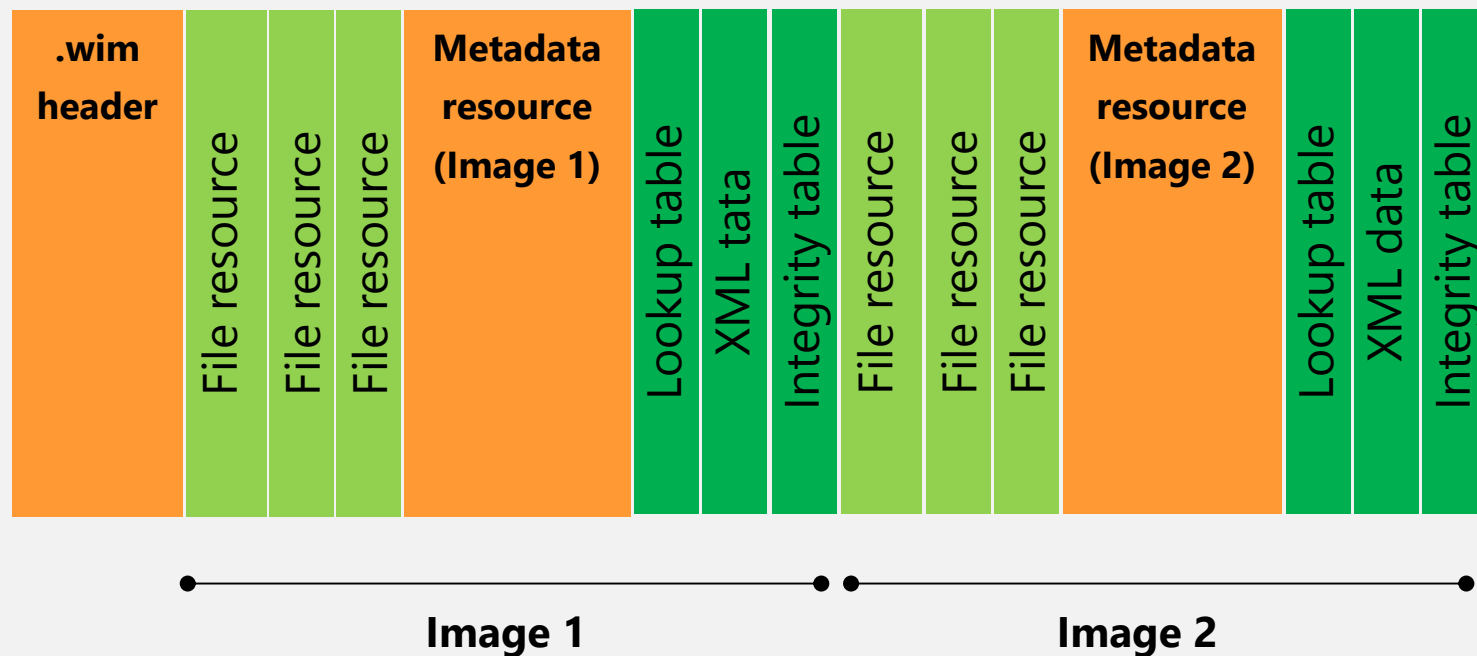 .wim
header
File resource
File resource
File resource
Metadata
resource
(Image 1)
Lookup table
XML tata
Integrity table
File resource
File resource
File resource
Metadata
resource
(Image 2)
Lookup table
XML data
Integrity table
Image 1
Image 2